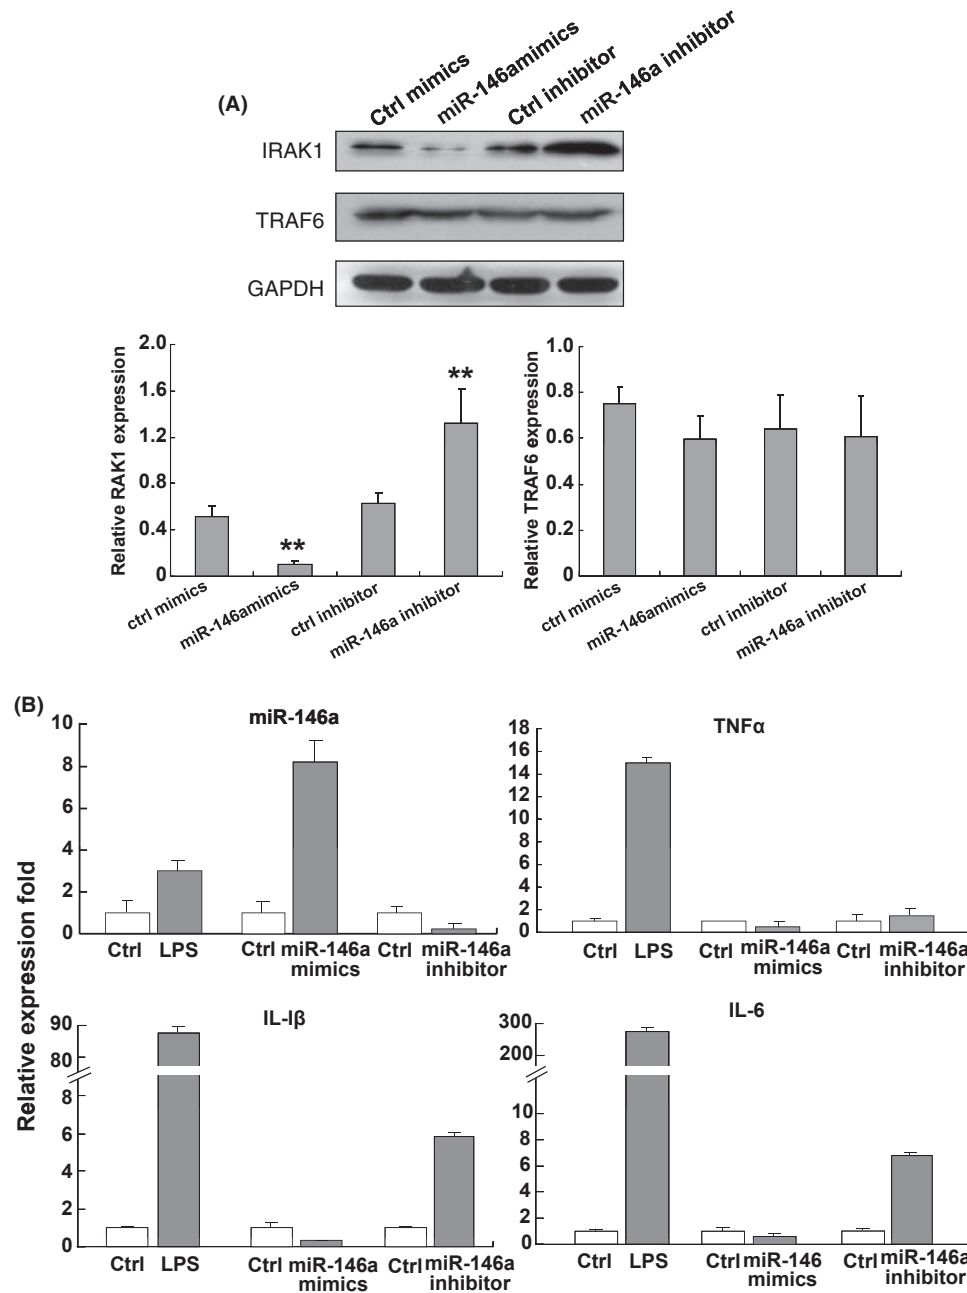 (A)
Ctrl mimics
miR-146amimics
Ctrl inhibitor
miR-146a inhibitor
IRAK1
TRAF6
GAPDH
Relative RAK1 expression
2.0
1.6
1.2
0.8
0.4
0
**
**
ctrl mimics
miR-146amimics
ctrl inhibitor
miR-146a inhibitor
Relative TRAF6 expression
1.0
0.8
0.6
0.4
0.2
0
ctrl mimics
miR-146amimics
ctrl inhibitor
miR-146a inhibitor
(B)
Relative expression fold
miR-146a
10
8
6
4
2
0
Ctrl LPS Ctrl miR-146a Ctrl miR-146a
mimics inhibitor
TNFα
18
16
14
12
10
8
6
4
2
0
Ctrl LPS Ctrl miR-146a Ctrl miR-146a
mimics inhibitor
IL-Iβ
90
80
8
6
4
2
0
Ctrl LPS Ctrl miR-146a Ctrl miR-146a
mimics inhibitor
IL-6
300
200
10
8
6
4
2
0
Ctrl LPS Ctrl miR-146 Ctrl miR-146a
mimics inhibitor